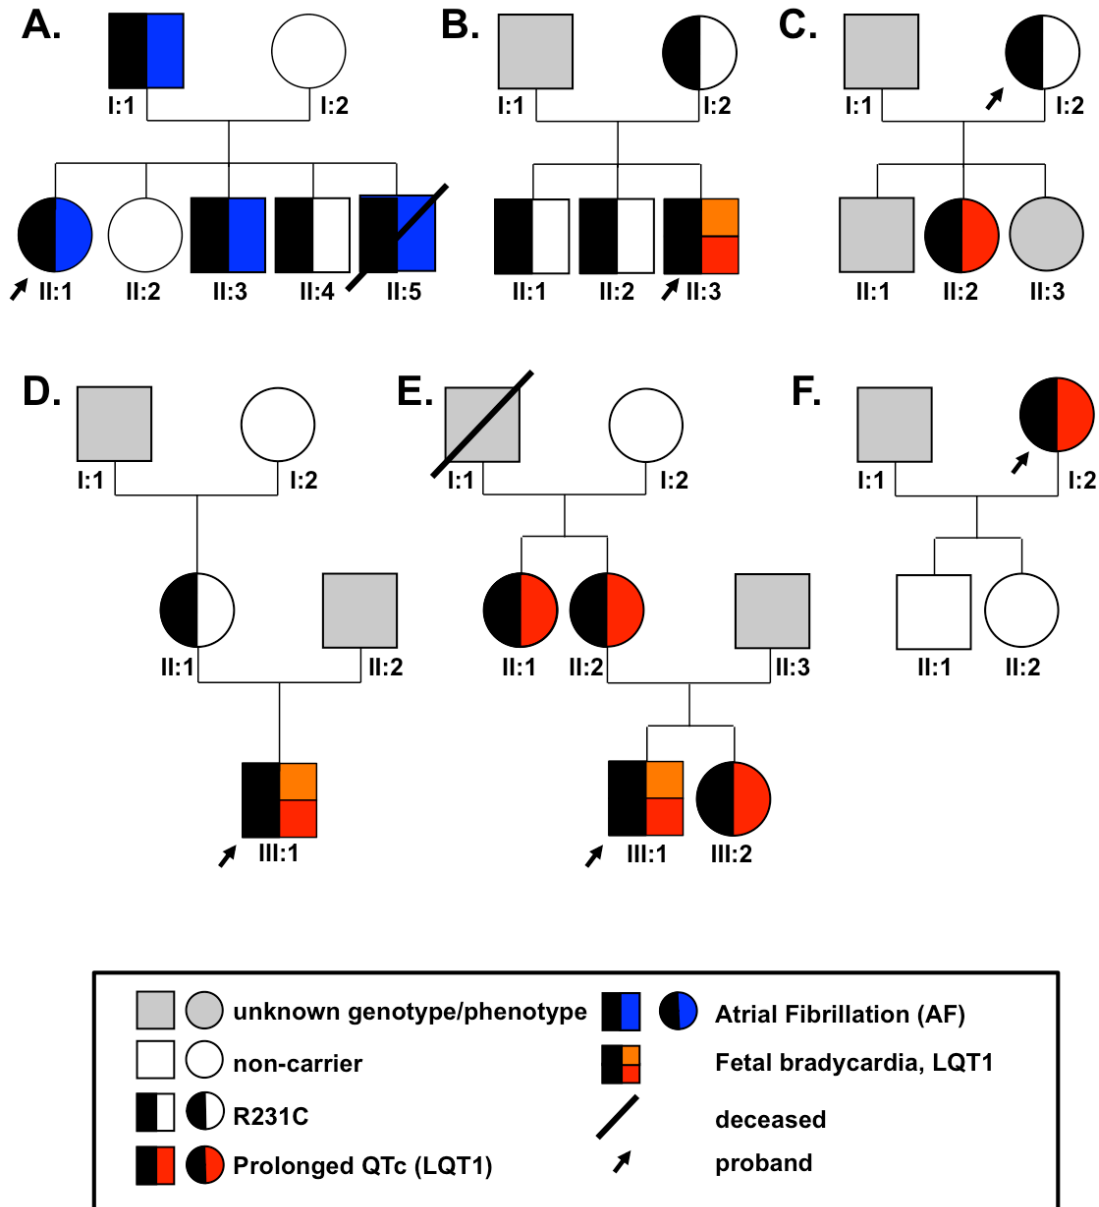 A.
B.
C.
I:1
I:2
I:1
I:2
I:1
I:2
II:1
II:2
II:3
II:4
II:5
II:1
II:2
II:3
II:1
II:2
II:3
D.
E.
F.
I:1
I:2
I:1
I:2
I:1
I:2
II:1
II:2
II:1
II:2
II:3
II:1
II:2
III:1
III:1
III:2
unknown genotype/phenotype
non-carrier
R231C
Prolonged QTc (LQT1)
Atrial Fibrillation (AF)
Fetal bradycardia, LQT1
deceased
proband